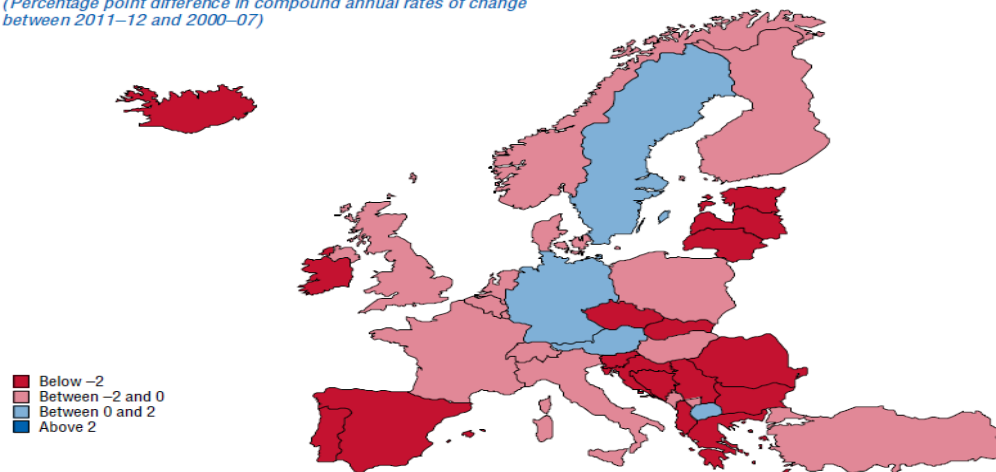 (Percentage point difference in compound annual rates of change
between 2011–12 and 2000–07)
Below –2
Between –2 and 0
Between 0 and 2
Above 2